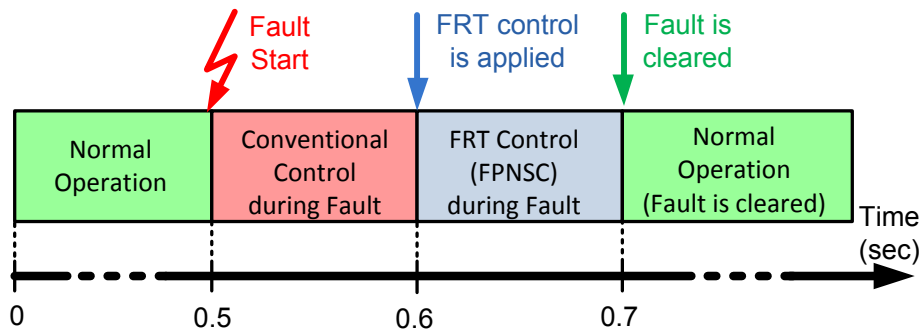 Fault
Start
FRT control
is applied
Fault is
cleared
Normal
Operation
Conventional
Control
during Fault
FRT Control
(FPNSC)
during Fault
Normal
Operation
(Fault is cleared)
Time
(sec)
0
0.5
0.6
0.7